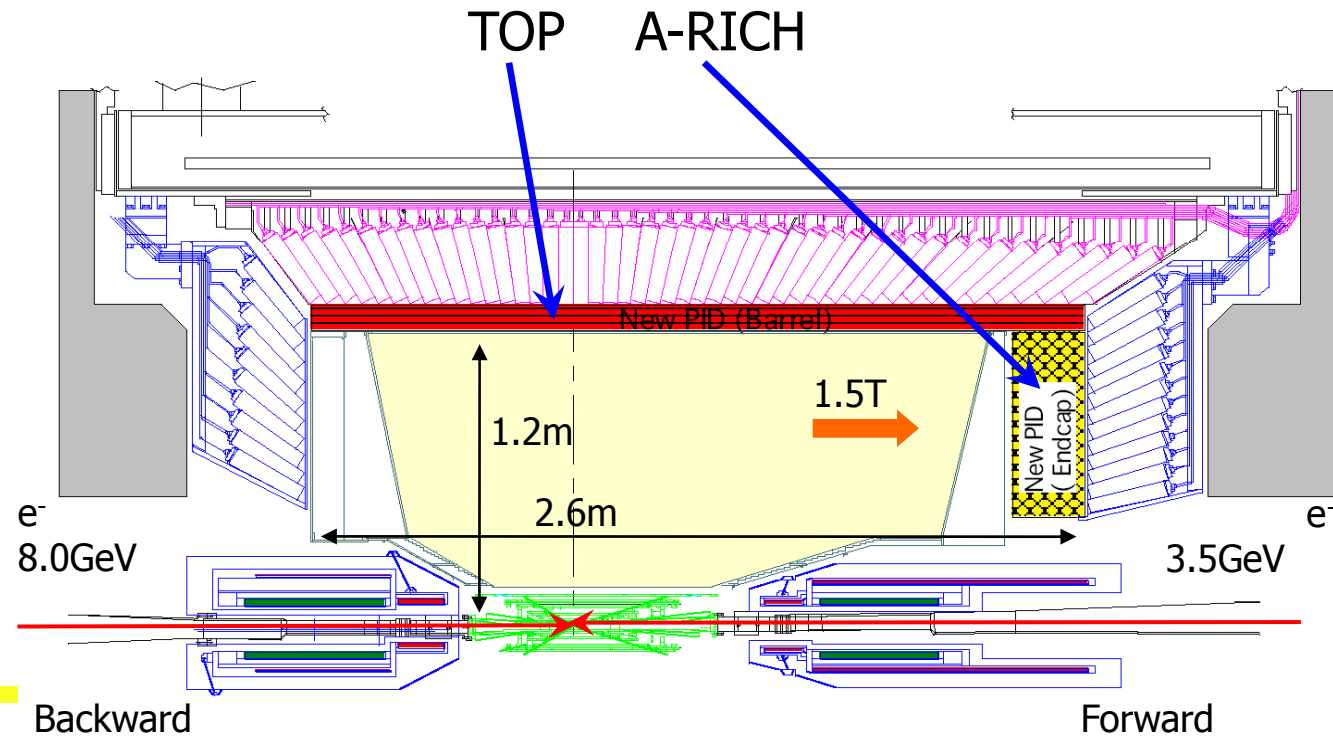 TOP A-RICH
New PID (Barrel)
1.5T
1.2m
New PID
( Endcap)
2.6m
e-
8.0GeV
e-
3.5GeV
Backward
Forward